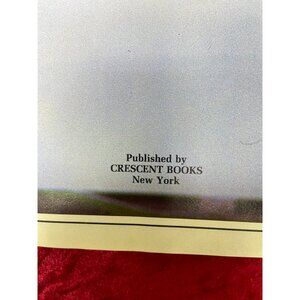 Published by
CRESCENT BOOKS
New York